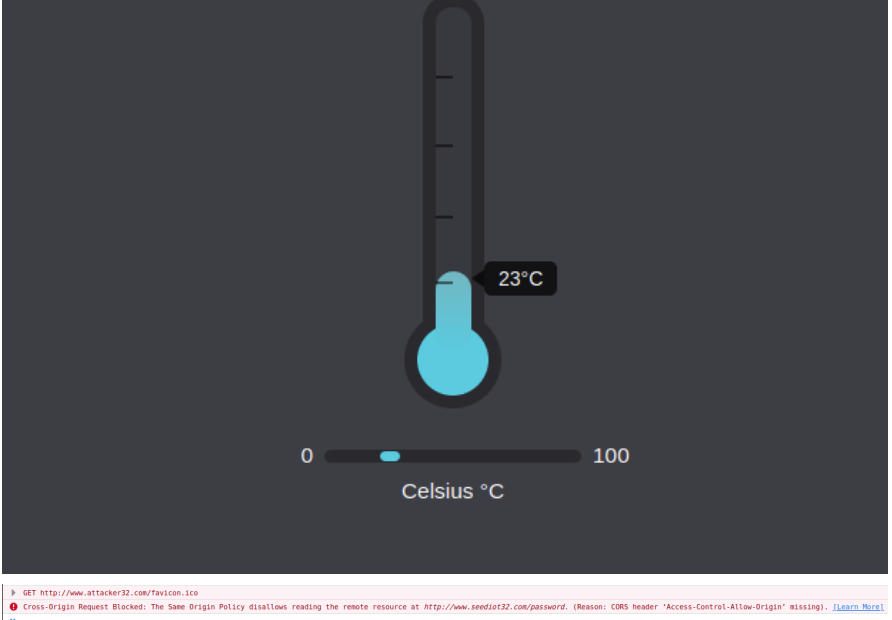 23°C
0 100
Celsius °C
GET http://www.attacker32.com/favicon.ico
Cross-Origin Request Blocked: The Same Origin Policy disallows reading the remote resource at http://www.seediot32.com/password. (Reason: CORS header ‘Access-Control-Allow-Origin’ missing). [Learn More]